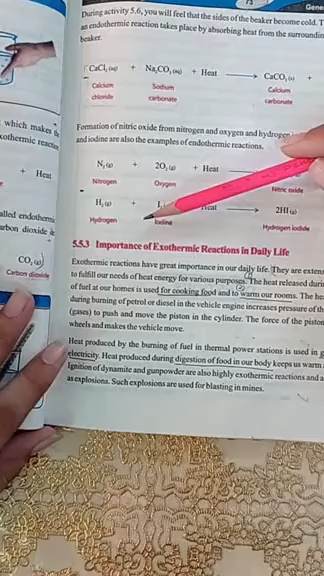 73
Gene
During activity 5.6, you will feel that the sides of the beaker become cold. T
an endothermic reaction takes place by absorbing heat from the surroundin
beaker.
CaCl₂ (aq) + Na₂CO₃ (aq) + Heat ⟶ CaCO₃ (s) +
Calcium chloride Sodium carbonate Calcium carbonate
which makes
xothermic reactio
+ Heat
alled endothermi
arbon dioxide is
CO₂ (g)
Carbon dioxide
Formation of nitric oxide from nitrogen and oxygen and hydrogen
and iodine are also the examples of endothermic reactions.
N₂ (g) + 2O₂ (g) + Heat
Nitrogen Oxygen Nitric oxide
H₂ (g) + Heat ⟶ 2HI (g)
Hydrogen Iodine Hydrogen iodide
5.5.3 Importance of Exothermic Reactions in Daily Life
Exothermic reactions have great importance in our daily life. They are extens
to fulfill our needs of heat energy for various purposes. The heat released duri
of fuel at our homes is used for cooking food and to warm our rooms. The hea
during burning of petrol or diesel in the vehicle engine increases pressure of th
(gases) to push and move the piston in the cylinder. The force of the piston
wheels and makes the vehicle move.
Heat produced by the burning of fuel in thermal power stations is used in g
electricity. Heat produced during digestion of food in our body keeps us warm
Ignition of dynamite and gunpowder are also highly exothermic reactions and a
as explosions. Such explosions are used for blasting in mines.